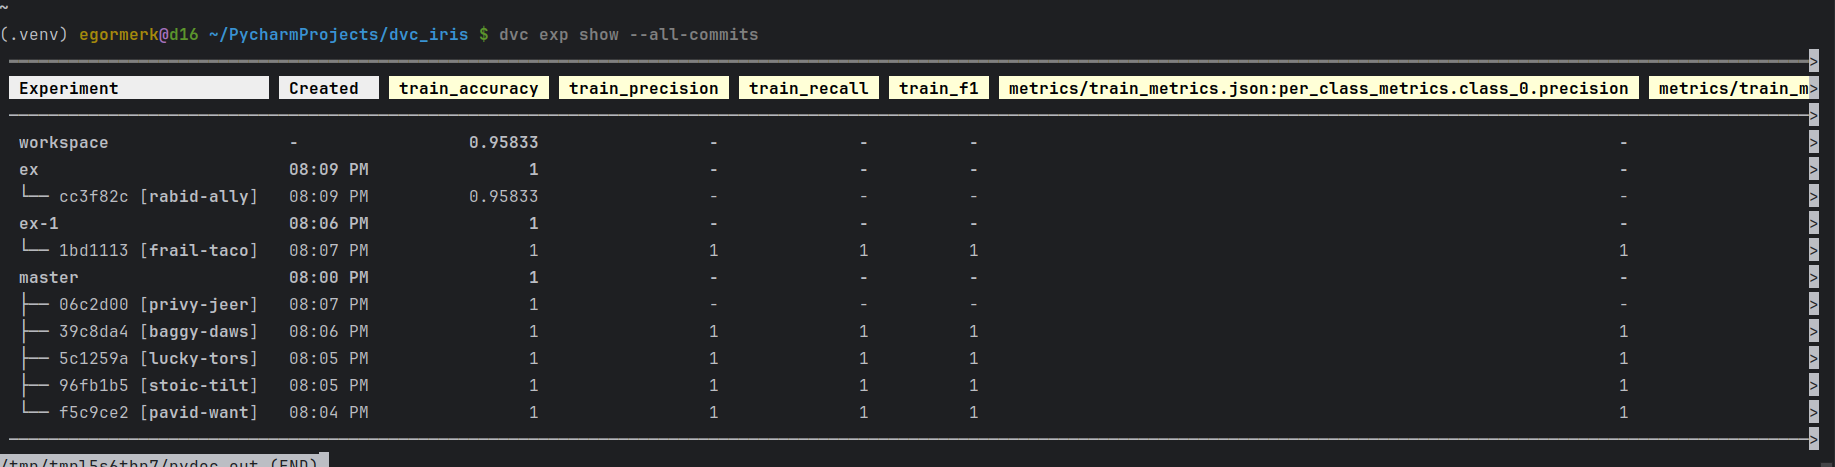 ~
(.venv) egormerk@d16 ~/PycharmProjects/dvc_iris $ dvc exp show --all-commits
>
Experiment Created train_accuracy train_precision train_recall train_f1 metrics/train_metrics.json:per_class_metrics.class_0.precision metrics/train_m>
>
workspace - 0.95833 - - - - >
ex 08:09 PM 1 - - - - >
└── cc3f82c [rabid-ally] 08:09 PM 0.95833 - - - - >
ex-1 08:06 PM 1 - - - - >
└── 1bd1113 [frail-taco] 08:07 PM 1 1 1 1 1 >
master 08:00 PM 1 - - - - >
├── 06c2d00 [privy-jeer] 08:07 PM 1 - - - - >
├── 39c8da4 [baggy-daws] 08:06 PM 1 1 1 1 1 >
├── 5c1259a [lucky-tors] 08:05 PM 1 1 1 1 1 >
├── 96fb1b5 [stoic-tilt] 08:05 PM 1 1 1 1 1 >
└── f5c9ce2 [pavid-want] 08:04 PM 1 1 1 1 1 >
>
(END)